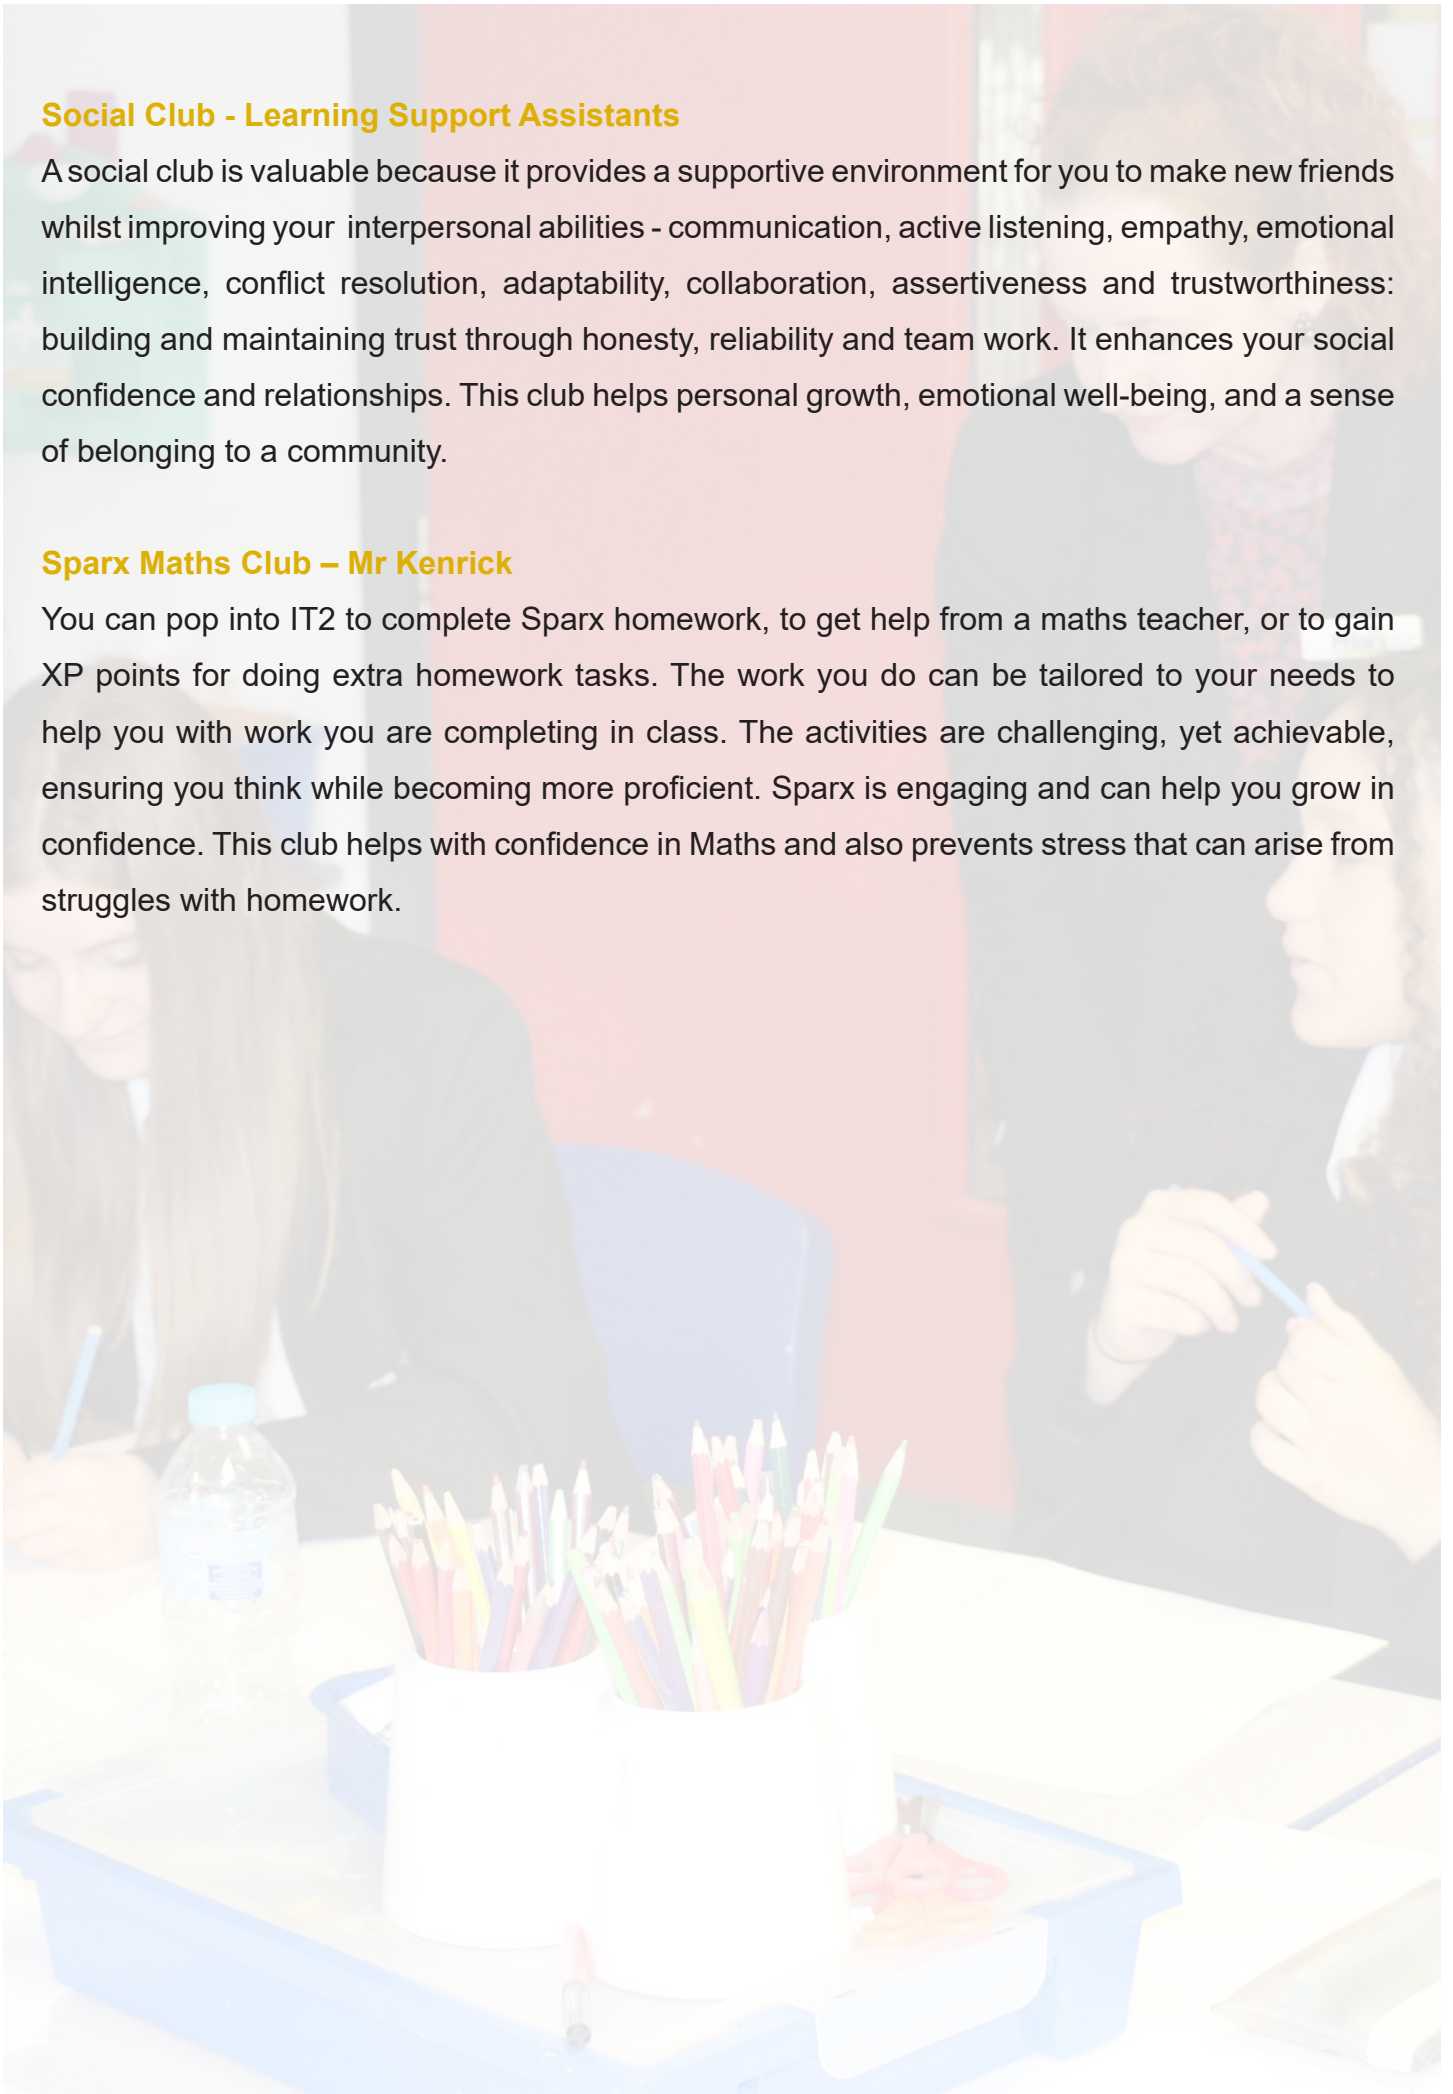 Social Club - Learning Support Assistants
A social club is valuable because it provides a supportive environment for you to make new friends
whilst improving your interpersonal abilities - communication, active listening, empathy, emotional
intelligence, conflict resolution, adaptability, collaboration, assertiveness and trustworthiness:
building and maintaining trust through honesty, reliability and team work. It enhances your social
confidence and relationships. This club helps personal growth, emotional well-being, and a sense
of belonging to a community.
Sparx Maths Club – Mr Kenrick
You can pop into IT2 to complete Sparx homework, to get help from a maths teacher, or to gain
XP points for doing extra homework tasks. The work you do can be tailored to your needs to
help you with work you are completing in class. The activities are challenging, yet achievable,
ensuring you think while becoming more proficient. Sparx is engaging and can help you grow in
confidence. This club helps with confidence in Maths and also prevents stress that can arise from
struggles with homework.